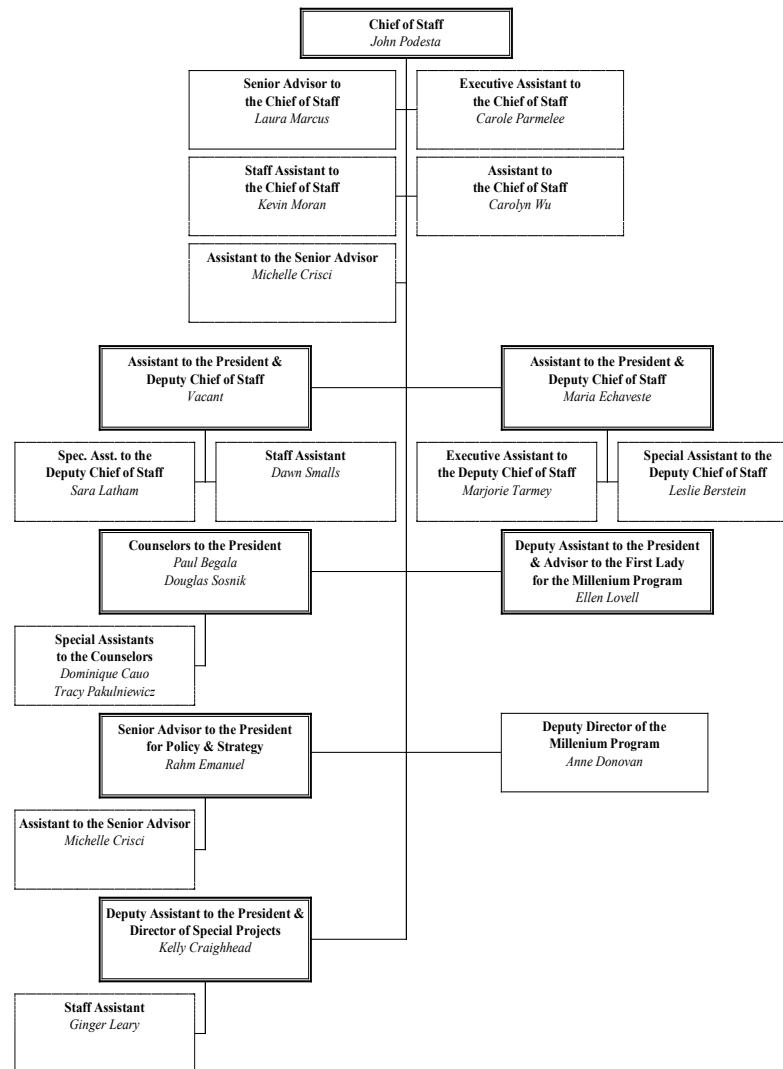 Chief of Staff
John Podesta
Senior Advisor to
the Chief of Staff
Laura Marcus
Executive Assistant to
the Chief of Staff
Carole Parmelee
Staff Assistant to
the Chief of Staff
Kevin Moran
Assistant to
the Chief of Staff
Carolyn Wu
Assistant to the Senior Advisor
Michelle Crisci
Assistant to the President &
Deputy Chief of Staff
Vacant
Assistant to the President &
Deputy Chief of Staff
Maria Echaveste
Spec. Asst. to the
Deputy Chief of Staff
Sara Latham
Staff Assistant
Dawn Smalls
Executive Assistant to
the Deputy Chief of Staff
Marjorie Tarmey
Special Assistant to the
Deputy Chief of Staff
Leslie Berstein
Counselors to the President
Paul Begala
Douglas Sosnik
Deputy Assistant to the President
& Advisor to the First Lady
for the Millenium Program
Ellen Lovell
Special Assistants
to the Counselors
Dominique Cauo
Tracy Pakulniewicz
Senior Advisor to the President
for Policy & Strategy
Rahm Emanuel
Deputy Director of the
Millenium Program
Anne Donovan
Assistant to the Senior Advisor
Michelle Crisci
Deputy Assistant to the President &
Director of Special Projects
Kelly Craighhead
Staff Assistant
Ginger Leary